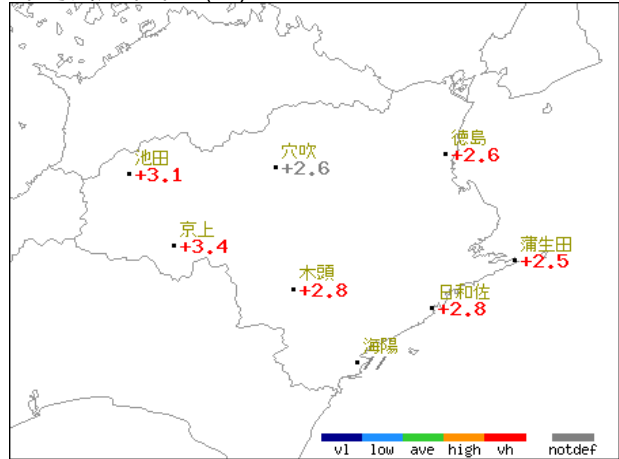 徳島
+2.6
穴吹
+2.6
池田
+3.1
京上
+3.4
蒲生田
+2.5
木頭
+2.8
日和佐
+2.8
海陽
vl low ave high vh notdef